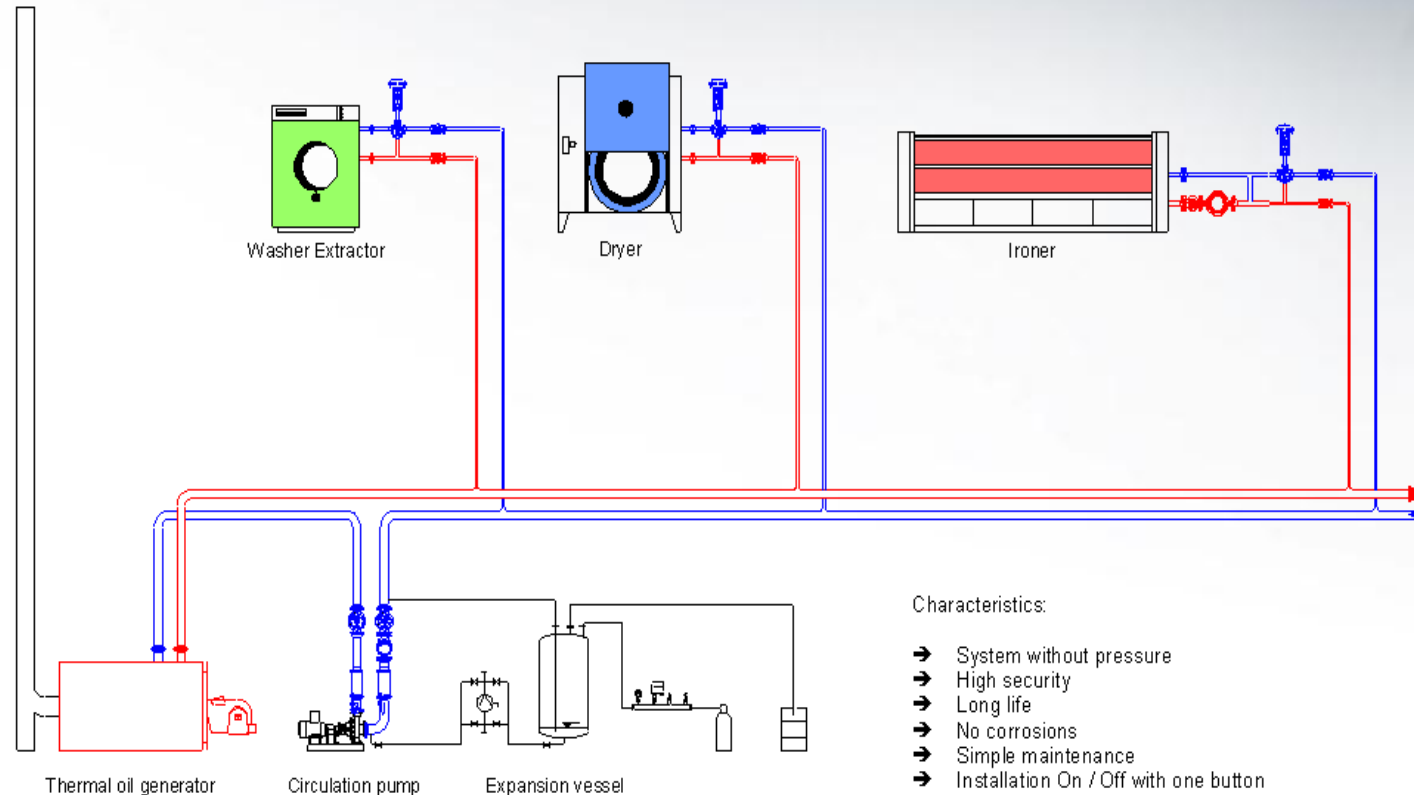 Washer Extractor
Dryer
Ironer
Characteristics:
➔ System without pressure
➔ High security
➔ Long life
➔ No corrosions
➔ Simple maintenance
➔ Installation On / Off with one button
Thermal oil generator
Circulation pump
Expansion vessel